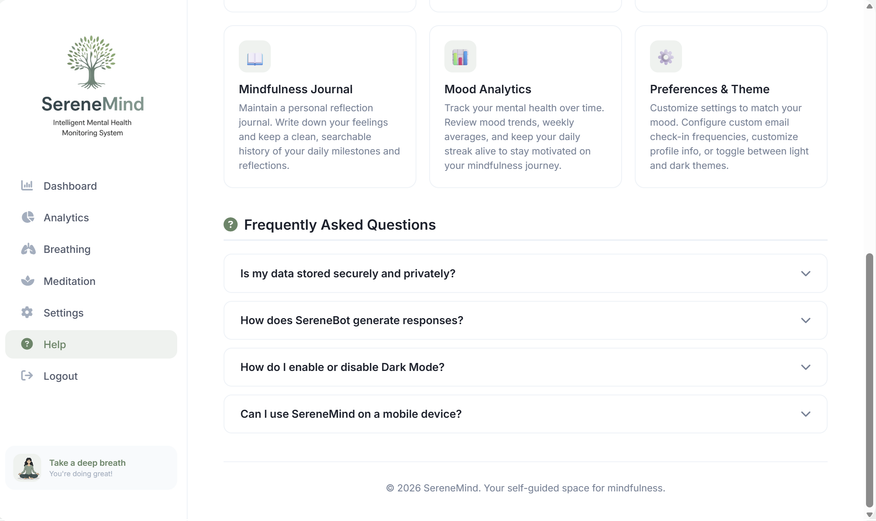 SereneMind
Intelligent Mental Health
Monitoring System
Dashboard
Analytics
Breathing
Meditation
Settings
Help
Logout
Take a deep breath
You're doing great!
Mindfulness Journal
Maintain a personal reflection
journal. Write down your feelings
and keep a clean, searchable
history of your daily milestones and
reflections.
Mood Analytics
Track your mental health over time.
Review mood trends, weekly
averages, and keep your daily
streak alive to stay motivated on
your mindfulness journey.
Preferences & Theme
Customize settings to match your
mood. Configure custom email
check-in frequencies, customize
profile info, or toggle between light
and dark themes.
Frequently Asked Questions
Is my data stored securely and privately?
How does SereneBot generate responses?
How do I enable or disable Dark Mode?
Can I use SereneMind on a mobile device?
© 2026 SereneMind. Your self-guided space for mindfulness.